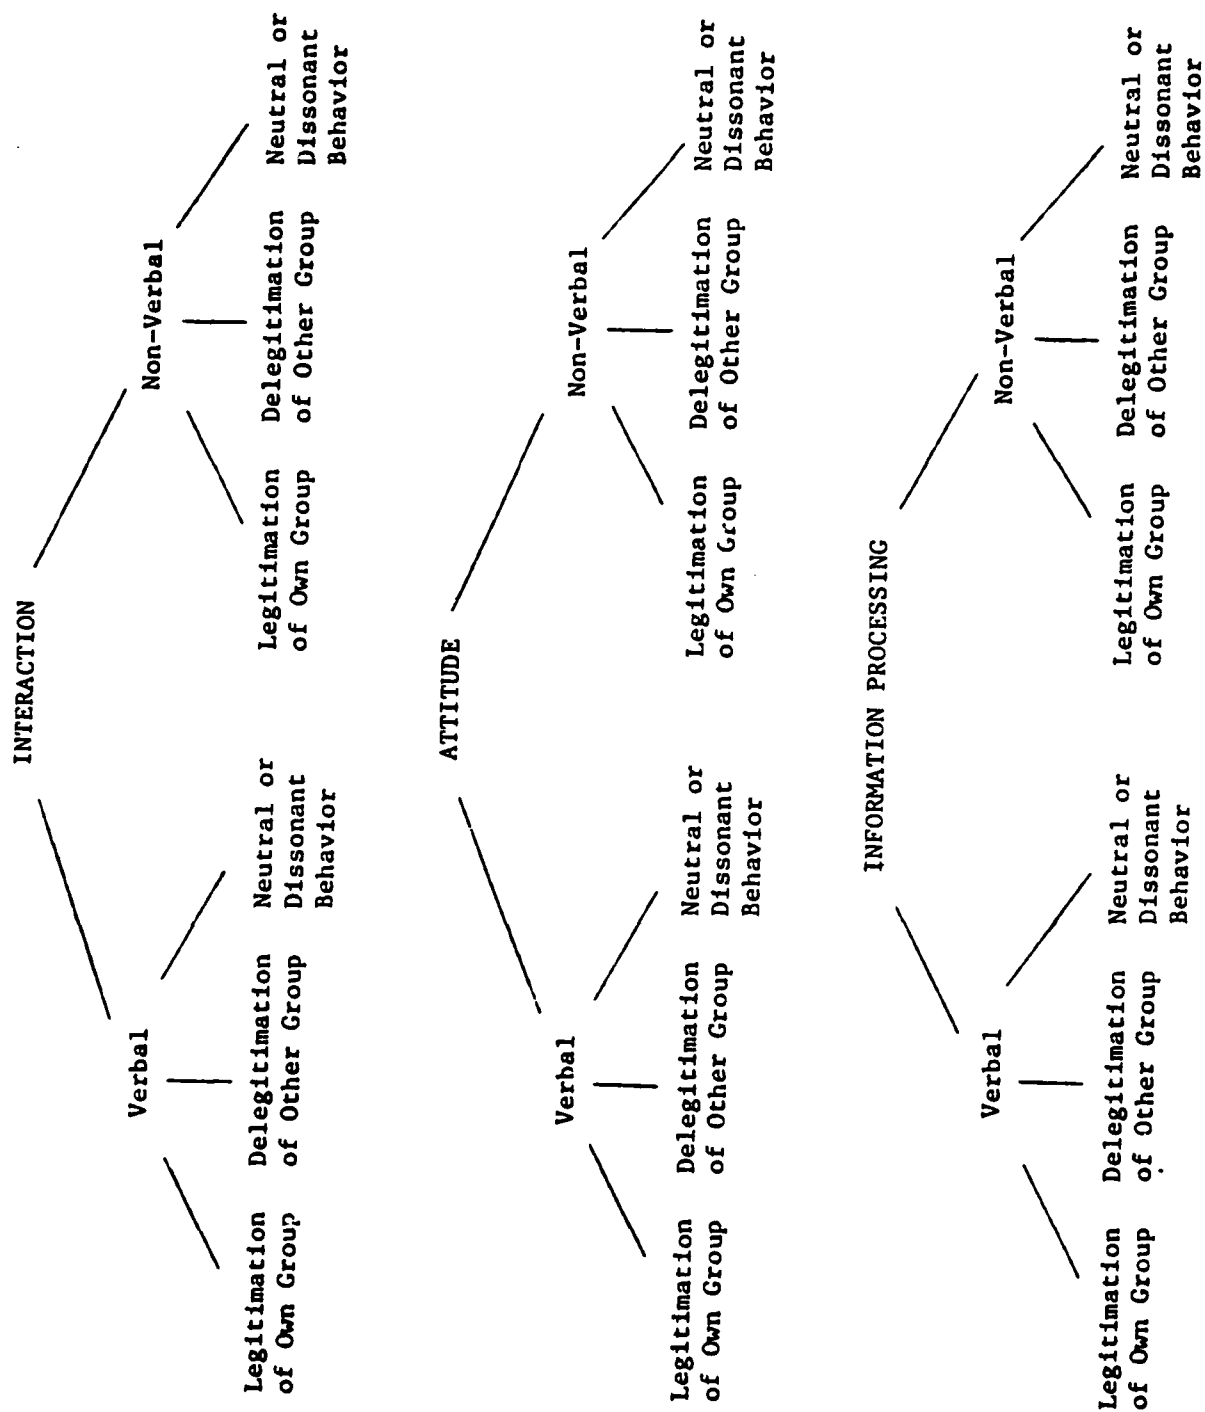 INTERACTION
Verbal
Non-Verbal
Legitimation
of Own Group
Delegitimation
of Other Group
Neutral or
Dissonant
Behavior
Legitimation
of Own Group
Delegitimation
of Other Group
Neutral or
Dissonant
Behavior
ATTITUDE
Verbal
Non-Verbal
Legitimation
of Own Group
Delegitimation
of Other Group
Neutral or
Dissonant
Behavior
Legitimation
of Own Group
Delegitimation
of Other Group
Neutral or
Dissonant
Behavior
INFORMATION PROCESSING
Verbal
Non-Verbal
Legitimation
of Own Group
Delegitimation
of Other Group
Neutral or
Dissonant
Behavior
Legitimation
of Own Group
Delegitimation
of Other Group
Neutral or
Dissonant
Behavior